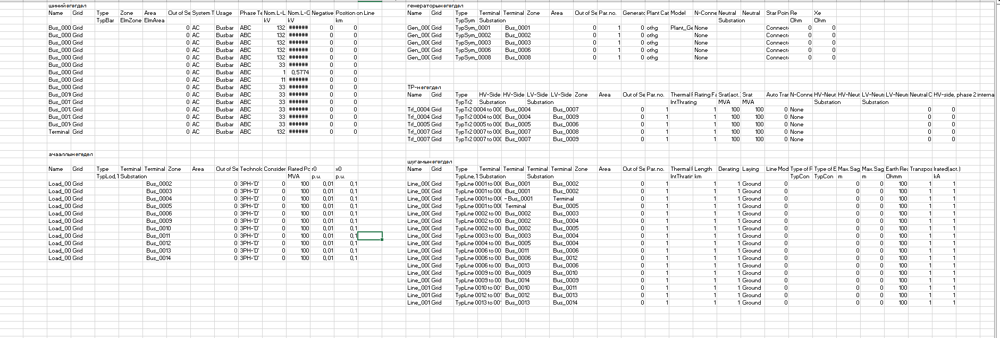 шиний өгөгдөл
Name Grid Type Zone Area Out of Se System T Usage Phase Te Nom.L-L Nom.L-G Negative Position on Line
TypBar ElmZone ElmArea kV kV km
Bus_000 Grid 0 AC Busbar ABC 132 ###### 0 0
Bus_000 Grid 0 AC Busbar ABC 132 ###### 0 0
Bus_000 Grid 0 AC Busbar ABC 132 ###### 0 0
Bus_000 Grid 0 AC Busbar ABC 132 ###### 0 0
Bus_000 Grid 0 AC Busbar ABC 132 ###### 0 0
Bus_000 Grid 0 AC Busbar ABC 33 ###### 0 0
Bus_000 Grid 0 AC Busbar ABC 1 0,5774 0 0
Bus_000 Grid 0 AC Busbar ABC 11 ###### 0 0
Bus_000 Grid 0 AC Busbar ABC 33 ###### 0 0
Bus_001 Grid 0 AC Busbar ABC 33 ###### 0 0
Bus_001 Grid 0 AC Busbar ABC 33 ###### 0 0
Bus_001 Grid 0 AC Busbar ABC 33 ###### 0 0
Bus_001 Grid 0 AC Busbar ABC 33 ###### 0 0
Bus_001 Grid 0 AC Busbar ABC 33 ###### 0 0
Terminal Grid 0 AC Busbar ABC 132 ###### 0 0
ачааллын өгөдөл
Name Grid Type Terminal Terminal Zone Area Out of Se Technolo Consider Rated Po r0 x0
TypLod, Substation MVA p.u. p.u.
Load_00 Grid Bus_0002 0 3PH-'D' 0 100 0,01 0,1
Load_00 Grid Bus_0003 0 3PH-'D' 0 100 0,01 0,1
Load_00 Grid Bus_0004 0 3PH-'D' 0 100 0,01 0,1
Load_00 Grid Bus_0005 0 3PH-'D' 0 100 0,01 0,1
Load_00 Grid Bus_0006 0 3PH-'D' 0 100 0,01 0,1
Load_00 Grid Bus_0009 0 3PH-'D' 0 100 0,01 0,1
Load_00 Grid Bus_0010 0 3PH-'D' 0 100 0,01 0,1
Load_00 Grid Bus_0011 0 3PH-'D' 0 100 0,01 0,1
Load_00 Grid Bus_0012 0 3PH-'D' 0 100 0,01 0,1
Load_00 Grid Bus_0013 0 3PH-'D' 0 100 0,01 0,1
Load_00 Grid Bus_0014 0 3PH-'D' 0 100 0,01 0,1
генераторын өгөгдөл
Name Grid Type Terminal Terminal Zone Area Out of Se Par.no. Generato Plant Cat Model N-Conne Neutral Neutral Star Poin Re Xe
TypSym Substation Substation Ohm Ohm
Gen_000 Grid TypSym_0001 Bus_0001 0 1 0 othg Plant_Ge None Connect 0 0
Gen_000 Grid TypSym_0002 Bus_0002 0 1 0 othg None Connect 0 0
Gen_000 Grid TypSym_0003 Bus_0003 0 1 0 othg None Connect 0 0
Gen_000 Grid TypSym_0006 Bus_0006 0 1 0 othg None Connect 0 0
Gen_000 Grid TypSym_0008 Bus_0008 0 1 0 othg None Connect 0 0
ТР-н өгөгдөл
Name Grid Type HV-Side HV-Side LV-Side LV-Side Zone Area Out of Se Par.no. Thermal Rating Fa Srat(act. Srat Auto Tran N-Conne HV-Neut HV-Neut LV-Neut LV-Neut Neutral C HV-side, phase 2 interna
TypTr2 Substation Substation IntThrating MVA MVA Substation Substation
Trf_0004 Grid TypTr2 0004 to 000 Bus_0004 Bus_0007 0 1 1 100 100 0 None 0 0
Trf_0004 Grid TypTr2 0004 to 000 Bus_0004 Bus_0009 0 1 1 100 100 0 None 0 0
Trf_0005 Grid TypTr2 0005 to 000 Bus_0005 Bus_0006 0 1 1 100 100 0 None 0 0
Trf_0007 Grid TypTr2 0007 to 000 Bus_0007 Bus_0008 0 1 1 100 100 0 None 0 0
Trf_0007 Grid TypTr2 0007 to 000 Bus_0007 Bus_0009 0 1 1 100 100 0 None 0 0
шугамын өгөгдөл
Name Grid Type Terminal Terminal Terminal Terminal Zone Area Out of Se Par.no. Thermal Length Derating Laying Line Mod Type of Type of E Max.Sag Max.Sag Earth Res Transpos Irated(act.)
TypLne, Substation Substation IntThratin km TypCon TypCon m m Ohmm kA
Line_000 Grid TypLne 0001 to 000 Bus_0001 Bus_0002 0 1 1 1 Ground 0 0 0 100 1 1
Line_000 Grid TypLne 0001 to 000 Bus_0001 Bus_0002 0 1 1 1 Ground 0 0 0 100 1 1
Line_000 Grid TypLne 0001 to 000 - Bus_0001 Terminal 0 1 1 1 Ground 0 0 0 100 1 1
Line_000 Grid TypLne 0001 to 000 Terminal Bus_0005 0 1 1 1 Ground 0 0 0 100 1 1
Line_000 Grid TypLne 0002 to 00 Bus_0002 Bus_0003 0 1 1 1 Ground 0 0 0 100 1 1
Line_000 Grid TypLne 0002 to 00 Bus_0002 Bus_0004 0 1 1 1 Ground 0 0 0 100 1 1
Line_000 Grid TypLne 0002 to 00 Bus_0002 Bus_0005 0 1 1 1 Ground 0 0 0 100 1 1
Line_000 Grid TypLne 0003 to 00 Bus_0003 Bus_0004 0 1 1 1 Ground 0 0 0 100 1 1
Line_000 Grid TypLne 0004 to 00 Bus_0005 Bus_0004 0 1 1 1 Ground 0 0 0 100 1 1
Line_000 Grid TypLne 0006 to 00 Bus_0011 Bus_0006 0 1 1 1 Ground 0 0 0 100 1 1
Line_000 Grid TypLne 0006 to 00 Bus_0006 Bus_0012 0 1 1 1 Ground 0 0 0 100 1 1
Line_000 Grid TypLne 0006 to 00 Bus_0013 Bus_0006 0 1 1 1 Ground 0 0 0 100 1 1
Line_000 Grid TypLne 0009 to 00 Bus_0009 Bus_0010 0 1 1 1 Ground 0 0 0 100 1 1
Line_000 Grid TypLne 0009 to 00 Bus_0014 Bus_0009 0 1 1 1 Ground 0 0 0 100 1 1
Line_001 Grid TypLne 0010 to 001 Bus_0010 Bus_0011 0 1 1 1 Ground 0 0 0 100 1 1
Line_001 Grid TypLne 0012 to 001 Bus_0012 Bus_0013 0 1 1 1 Ground 0 0 0 100 1 1
Line_001 Grid TypLne 0013 to 001 Bus_0013 Bus_0014 0 1 1 1 Ground 0 0 0 100 1 1